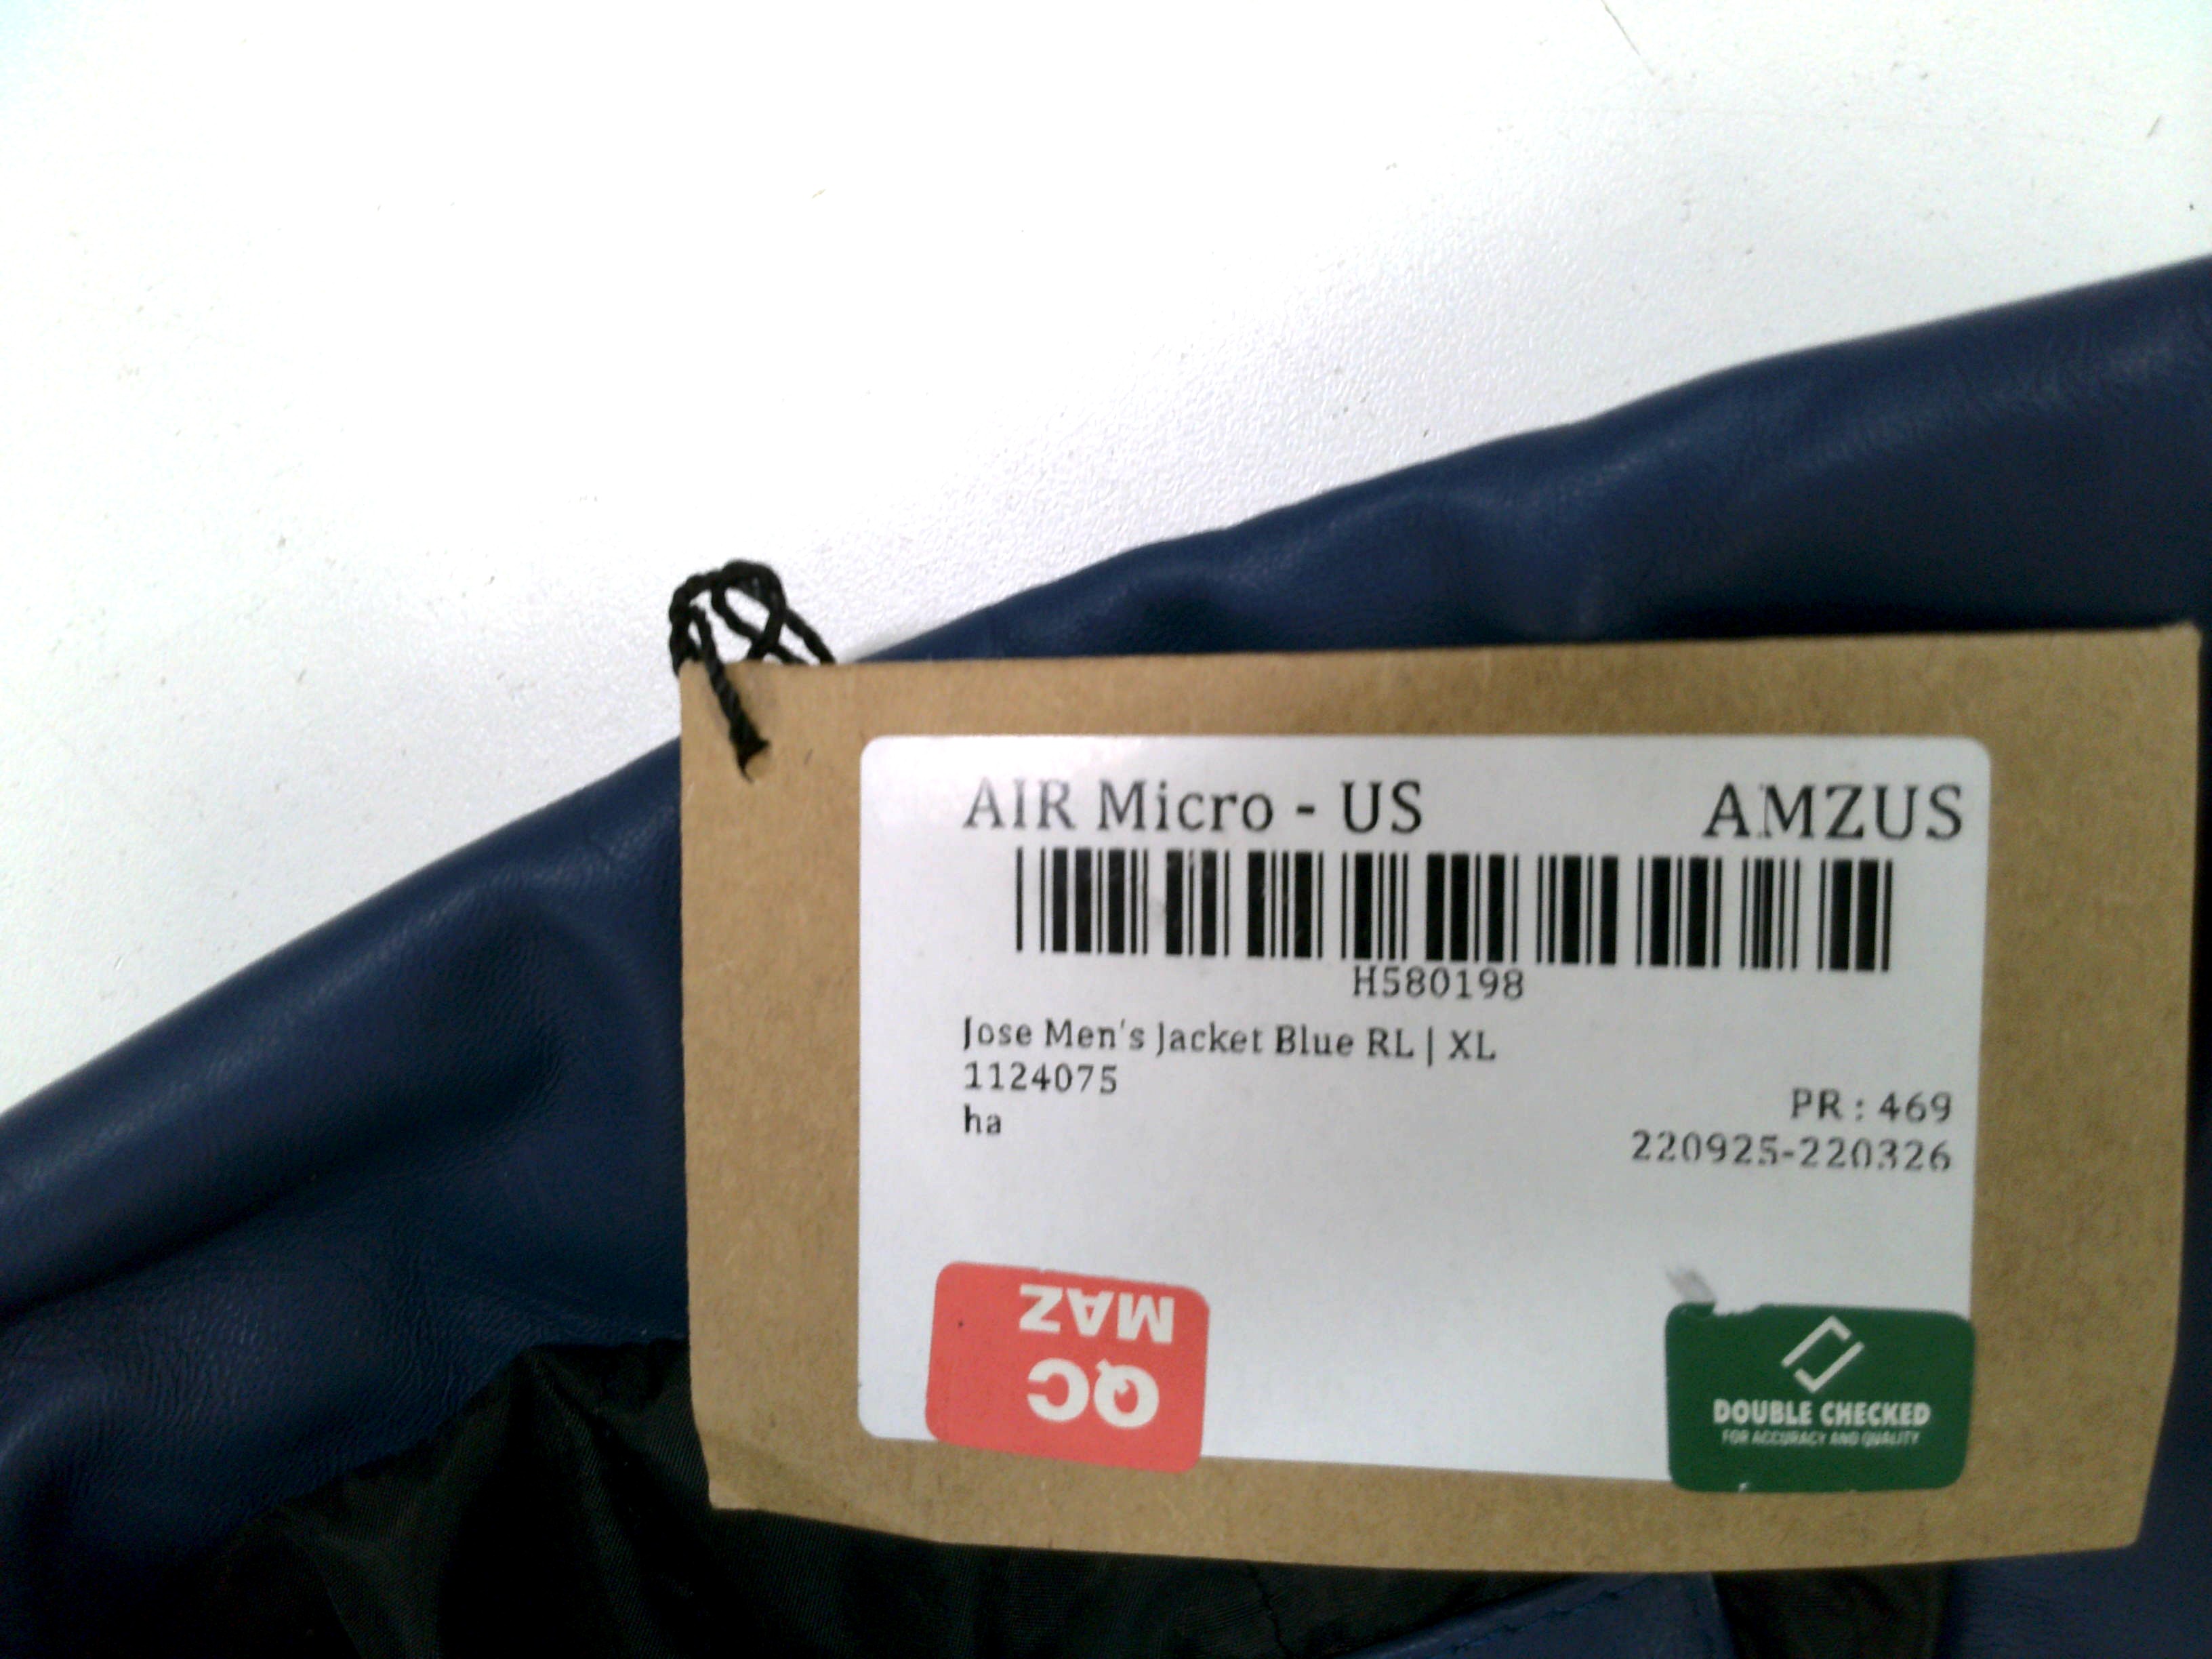 AIR Micro - US AMZUS
H580198
Jose Men's Jacket Blue RL | XL
1124075
ha
PR : 469
220925-220326
QC
MAZ
DOUBLE CHECKED
FOR ACCURACY AND QUALITY